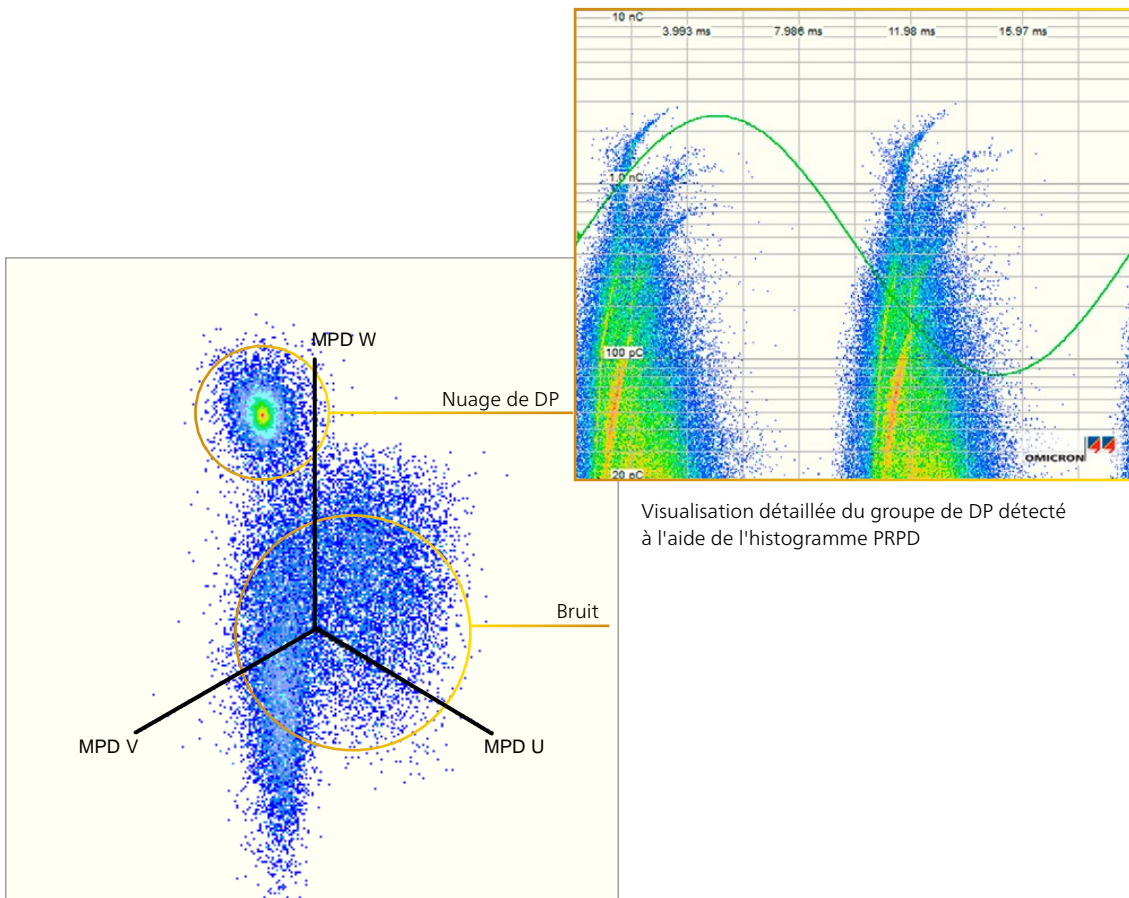 10 nC
3.993 ms 7.986 ms 11.98 ms 15.97 ms
1.0 nC
100 pC
20 pC
OMICRON
Visualisation détaillée du groupe de DP détecté
à l'aide de l'histogramme PRPD
MPD W
Nuage de DP
Bruit
MPD V
MPD U